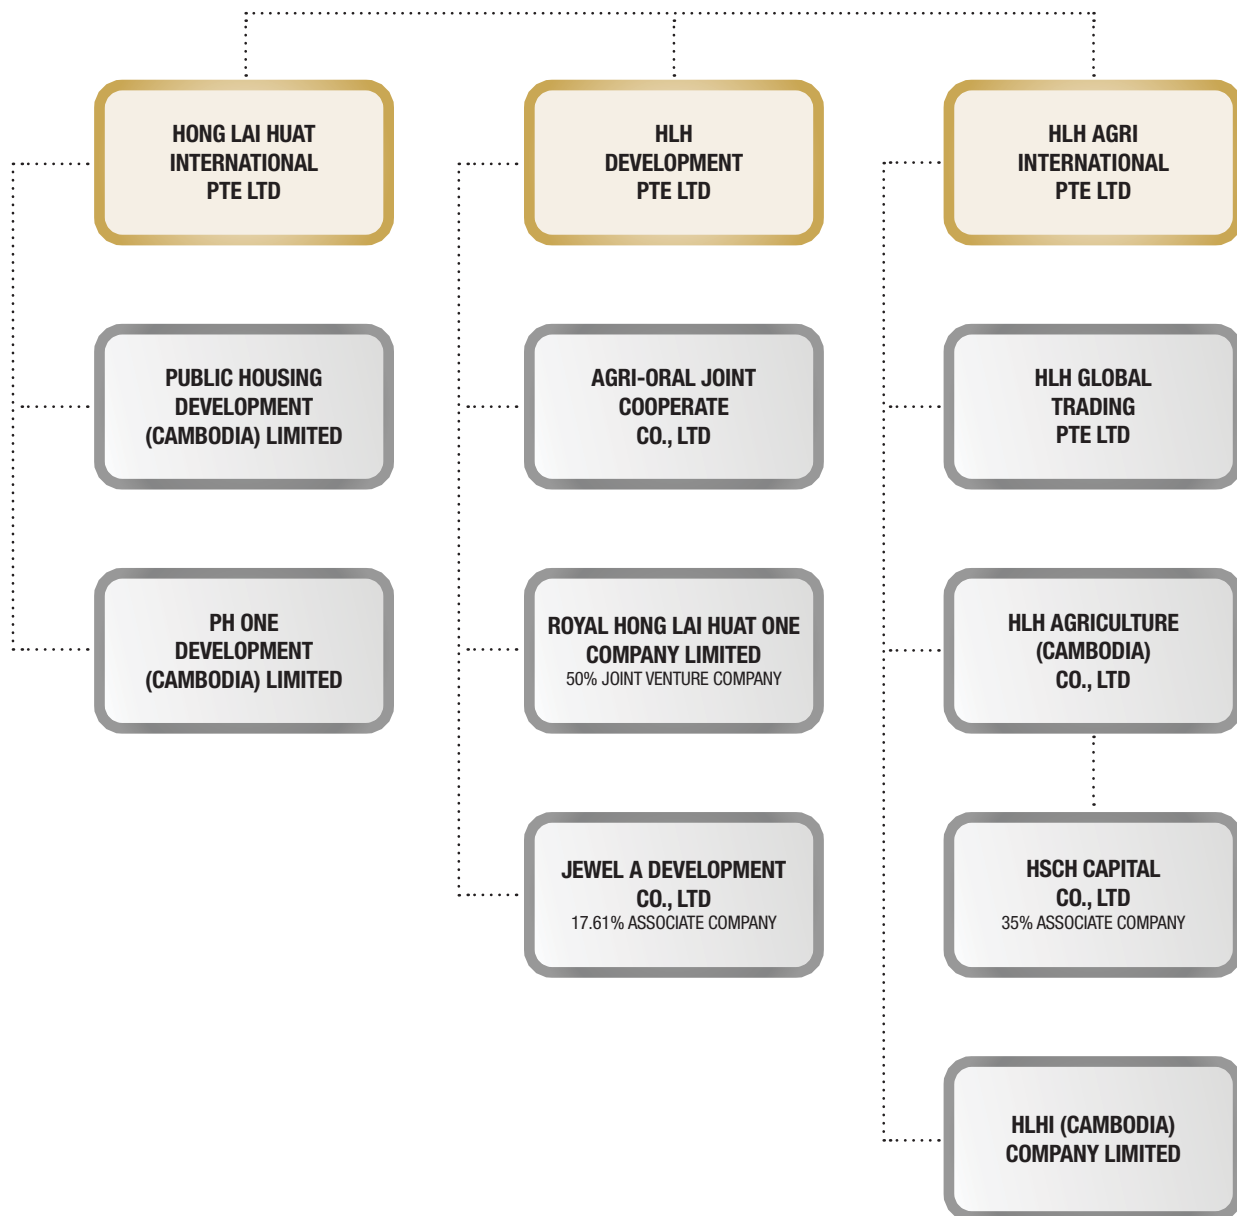 HONG LAI HUAT
INTERNATIONAL
PTE LTD
HLH
DEVELOPMENT
PTE LTD
HLH AGRI
INTERNATIONAL
PTE LTD
PUBLIC HOUSING
DEVELOPMENT
(CAMBODIA) LIMITED
AGRI-ORAL JOINT
COOPERATE
CO., LTD
HLH GLOBAL
TRADING
PTE LTD
PH ONE
DEVELOPMENT
(CAMBODIA) LIMITED
ROYAL HONG LAI HUAT ONE
COMPANY LIMITED
50% JOINT VENTURE COMPANY
HLH AGRICULTURE
(CAMBODIA)
CO., LTD
JEWEL A DEVELOPMENT
CO., LTD
17.61% ASSOCIATE COMPANY
HSCH CAPITAL
CO., LTD
35% ASSOCIATE COMPANY
HLHI (CAMBODIA)
COMPANY LIMITED